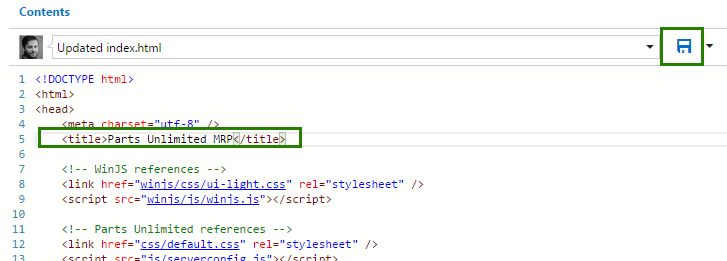 Contents
Updated index.html
1 <!DOCTYPE html>
2 <html>
3 <head>
4 <meta charset="utf-8" />
5 <title>Parts Unlimited MRP</title>
6
7 <!-- WinJS references -->
8 <link href="winjs/css/ui-light.css" rel="stylesheet" />
9 <script src="winjs/js/winjs.js"></script>
10
11 <!-- Parts Unlimited references -->
12 <link href="css/default.css" rel="stylesheet" />
13 <script src="js/serverconfig.js"></script>